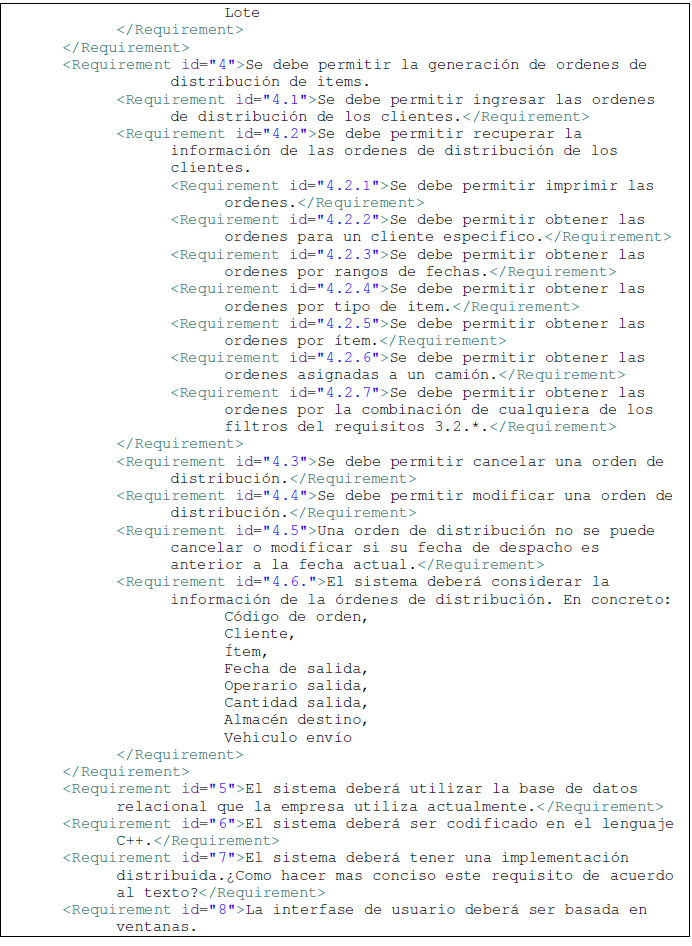 Lote
</Requirement>
</Requirement>
<Requirement id="4">Se debe permitir la generación de ordenes de
distribución de items.
<Requirement id="4.1">Se debe permitir ingresar las ordenes
de distribución de los clientes.</Requirement>
<Requirement id="4.2">Se debe permitir recuperar la
información de las ordenes de distribución de los
clientes.
<Requirement id="4.2.1">Se debe permitir imprimir las
ordenes.</Requirement>
<Requirement id="4.2.2">Se debe permitir obtener las
ordenes para un cliente especifico.</Requirement>
<Requirement id="4.2.3">Se debe permitir obtener las
ordenes por rangos de fechas.</Requirement>
<Requirement id="4.2.4">Se debe permitir obtener las
ordenes por tipo de item.</Requirement>
<Requirement id="4.2.5">Se debe permitir obtener las
ordenes por ítem.</Requirement>
<Requirement id="4.2.6">Se debe permitir obtener las
ordenes asignadas a un camión.</Requirement>
<Requirement id="4.2.7">Se debe permitir obtener las
ordenes por la combinación de cualquiera de los
filtros del requisitos 3.2.*.</Requirement>
</Requirement>
<Requirement id="4.3">Se debe permitir cancelar una orden de
distribución.</Requirement>
<Requirement id="4.4">Se debe permitir modificar una orden de
distribución.</Requirement>
<Requirement id="4.5">Una orden de distribución no se puede
cancelar o modificar si su fecha de despacho es
anterior a la fecha actual.</Requirement>
<Requirement id="4.6.">El sistema deberá considerar la
información de la órdenes de distribución. En concreto:
Código de orden,
Cliente,
Ítem,
Fecha de salida,
Operario salida,
Cantidad salida,
Almacén destino,
Vehiculo envío
</Requirement>
</Requirement>
<Requirement id="5">El sistema deberá utilizar la base de datos
relacional que la empresa utiliza actualmente.</Requirement>
<Requirement id="6">El sistema deberá ser codificado en el lenguaje
C++.</Requirement>
<Requirement id="7">El sistema deberá tener una implementación
distribuida.¿Como hacer mas conciso este requisito de acuerdo
al texto?</Requirement>
<Requirement id="8">La interfase de usuario deberá ser basada en
ventanas.